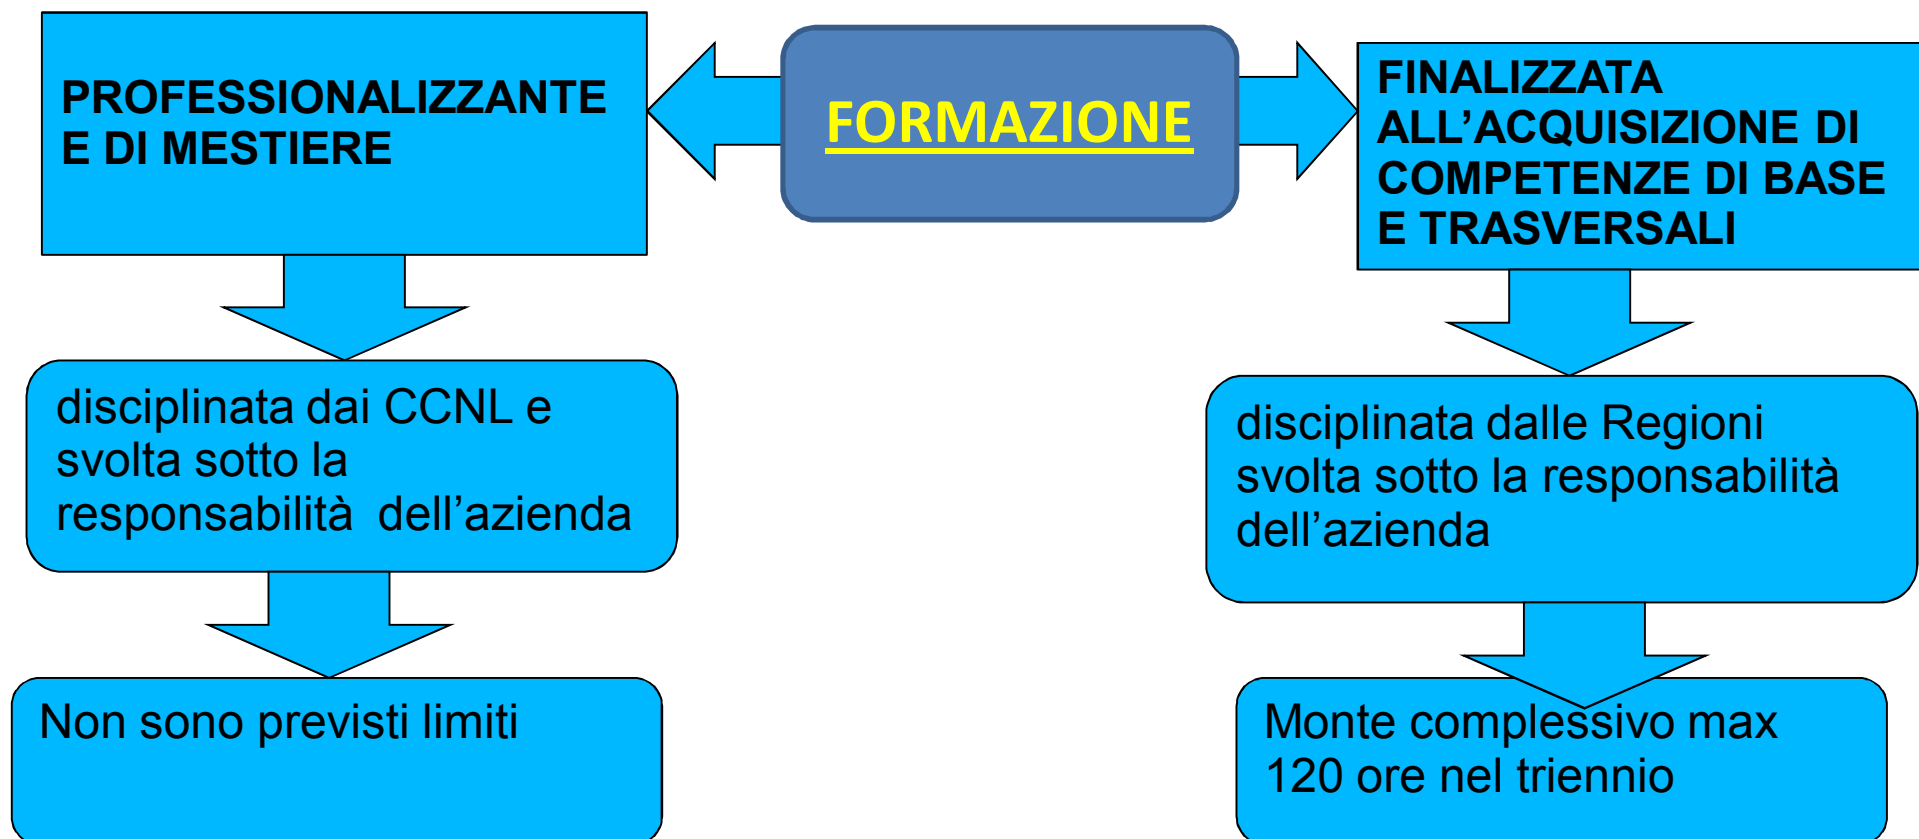 FORMAZIONE
PROFESSIONALIZZANTE
E DI MESTIERE
disciplinata dai CCNL e
svolta sotto la
responsabilità dell’azienda
Non sono previsti limiti
FINALIZZATA
ALL’ACQUISIZIONE DI
COMPETENZE DI BASE
E TRASVERSALI
disciplinata dalle Regioni
svolta sotto la responsabilità
dell’azienda
Monte complessivo max
120 ore nel triennio